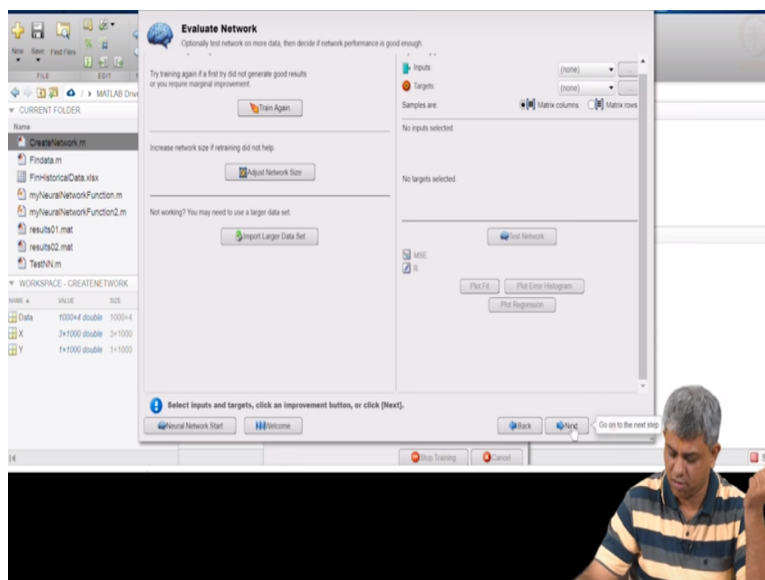 Evaluate Network
Optionally test network on more data, then decide if network performance is good enough.
New Save Find Files
FILE EDIT
/ › MATLAB Drive
CURRENT FOLDER
Name
CreateNetwork.m
Findata.m
FinHistoricalData.xlsx
myNeuralNetworkFunction.m
myNeuralNetworkFunction2.m
results01.mat
results02.mat
TestNN.m
WORKSPACE - CREATENETWORK
NAME VALUE SIZE
Data 1000×4 double 1000×4
X 3×1000 double 3×1000
Y 1×1000 double 1×1000
Try training again if a first try did not generate good results
or you require marginal improvement.
Train Again
Increase network size if retraining did not help.
Adjust Network Size
Not working? You may need to use a larger data set.
Import Larger Data Set
Inputs: (none) ...
Targets: (none) ...
Samples are: Matrix columns Matrix rows
No inputs selected.
No targets selected.
Test Network
MSE
R
Plot Fit Plot Error Histogram
Plot Regression
Select inputs and targets, click an improvement button, or click [Next].
Neural Network Start Welcome Back Next Go on to the next step
Stop Training Cancel